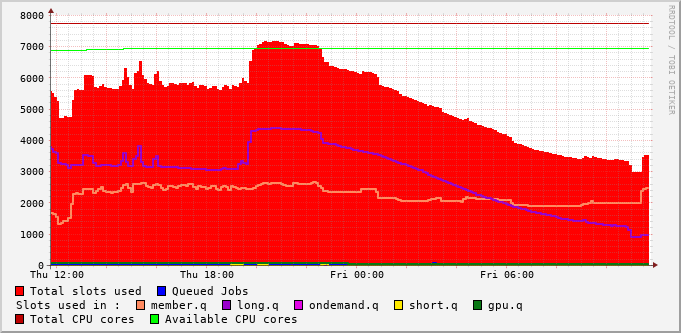 8000
7000
6000
5000
4000
3000
2000
1000
0
Thu 12:00 Thu 18:00 Fri 00:00 Fri 06:00
Total slots used Queued Jobs
Slots used in : member.q long.q ondemand.q short.q gpu.q
Total CPU cores Available CPU cores
RRDTOOL / TOBI OETIKER